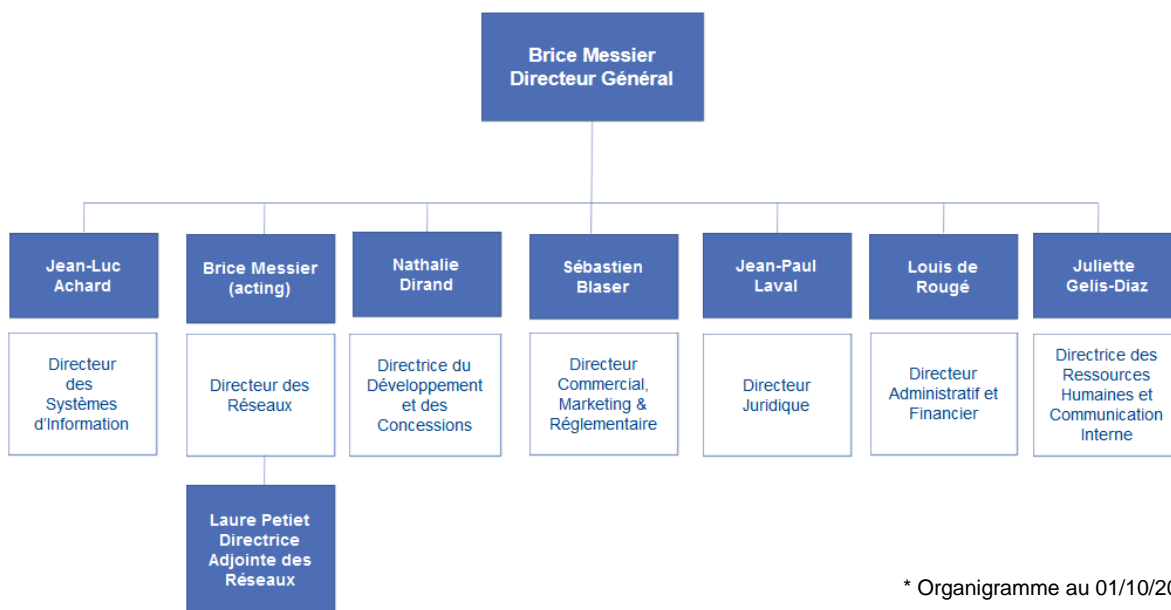 Brice Messier
Directeur Général
Jean-Luc
Achard
Directeur
des
Systèmes
d'Information
Brice Messier
(acting)
Directeur des
Réseaux
Laure Petiet
Directrice
Adjointe des
Réseaux
Nathalie
Dirand
Directrice du
Développement
et des
Concessions
Sébastien
Blaser
Directeur
Commercial,
Marketing &
Réglementaire
Jean-Paul
Laval
Directeur
Juridique
Louis de
Rougé
Directeur
Administratif et
Financier
Juliette
Gelis-Diaz
Directrice des
Ressources
Humaines et
Communication
Interne
* Organigramme au